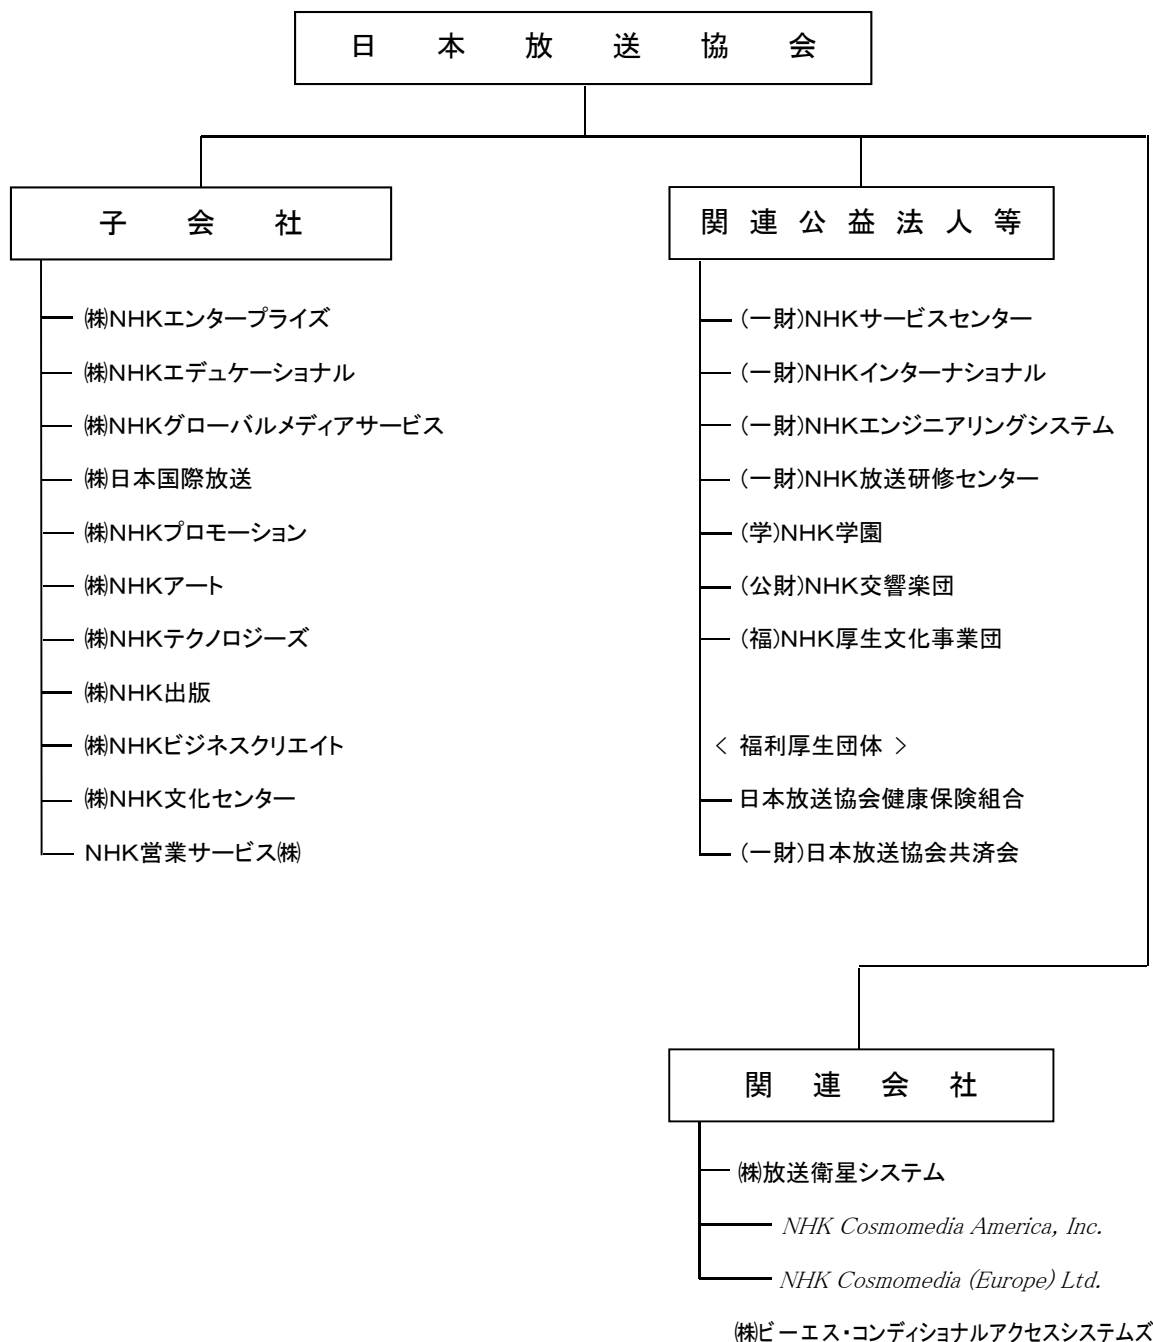 日本放送協会
子会社
㈱NHKエンタープライズ
㈱NHKエデュケーショナル
㈱NHKグローバルメディアサービス
㈱日本国際放送
㈱NHKプロモーション
㈱NHKアート
㈱NHKテクノロジーズ
㈱NHK出版
㈱NHKビジネスクリエイト
㈱NHK文化センター
NHK営業サービス㈱
関連公益法人等
(一財)NHKサービスセンター
(一財)NHKインターナショナル
(一財)NHKエンジニアリングシステム
(一財)NHK放送研修センター
(学)NHK学園
(公財)NHK交響楽団
(福)NHK厚生文化事業団
< 福利厚生団体 >
日本放送協会健康保険組合
(一財)日本放送協会共済会
関連会社
㈱放送衛星システム
NHK Cosmomedia America, Inc.
NHK Cosmomedia (Europe) Ltd.
㈱ビーエス・コンディショナルアクセスシステムズ